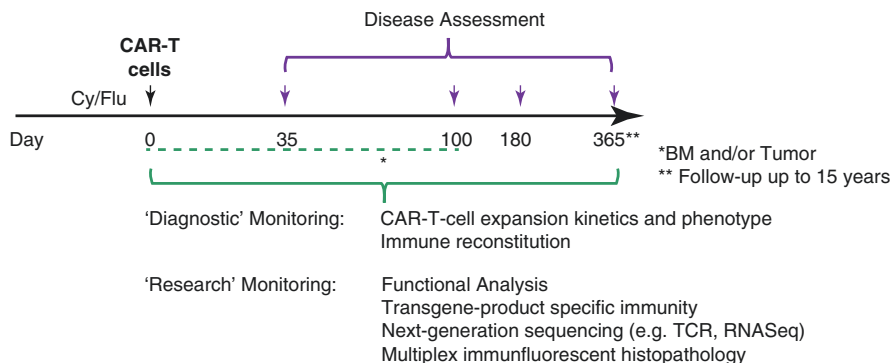 Disease Assessment
CAR-T
cells
Cy/Flu
Day 0 35 100 180 365**
*
*BM and/or Tumor
** Follow-up up to 15 years
'Diagnostic' Monitoring: CAR-T-cell expansion kinetics and phenotype
Immune reconstitution
'Research' Monitoring: Functional Analysis
Transgene-product specific immunity
Next-generation sequencing (e.g. TCR, RNASeq)
Multiplex immunfluorescent histopathology